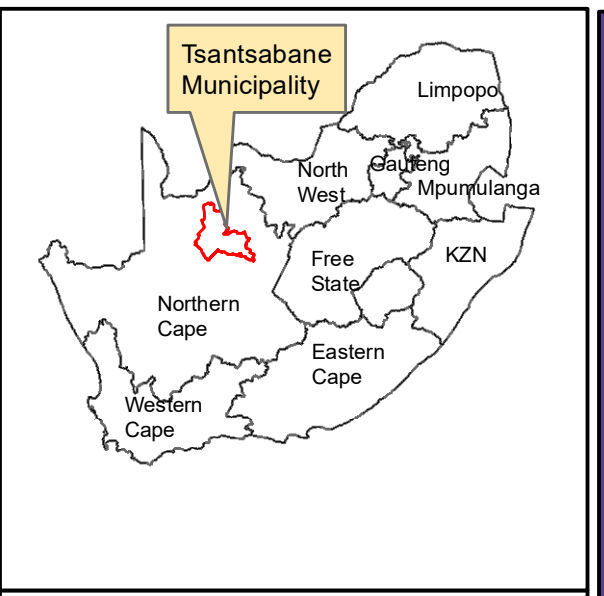 Tsantsabane
Municipality
Limpopo
North
West
Gauteng
Mpumulanga
Free
State
KZN
Northern
Cape
Eastern
Cape
Western
Cape